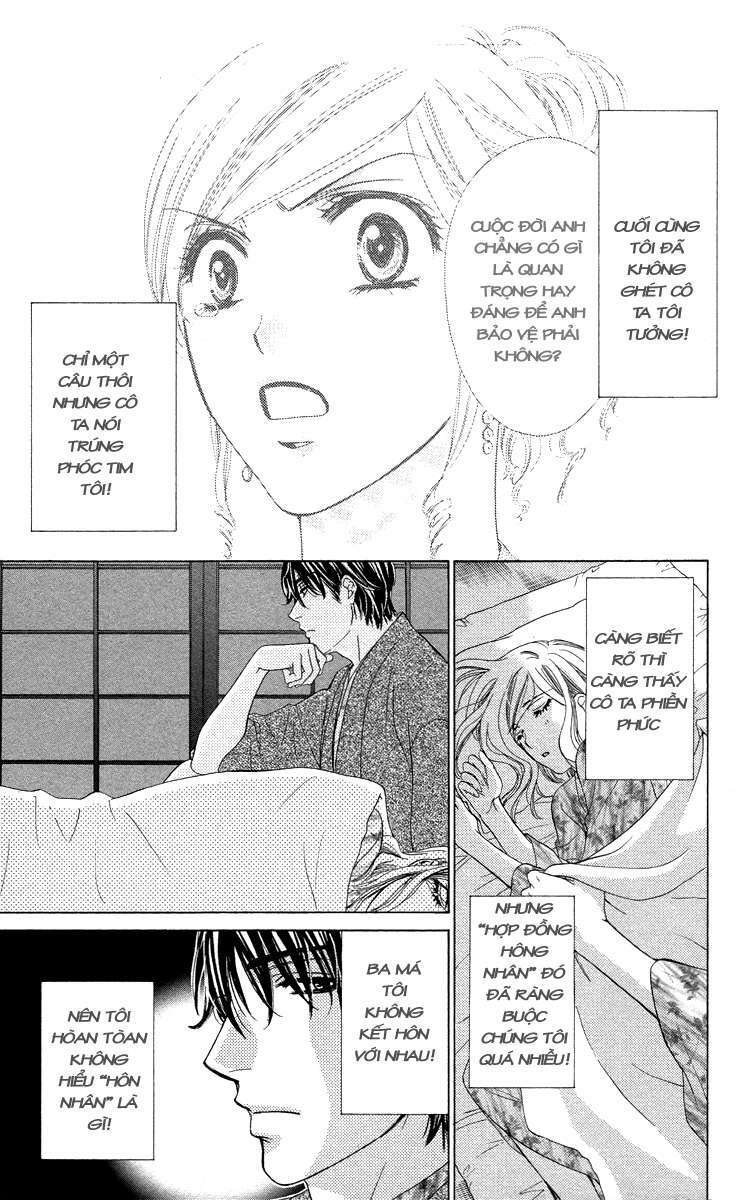 CUỐI CÙNG
TÔI ĐÃ
KHÔNG
GHÉT CÔ
TA TÔI
TƯỞNG!
CUỘC ĐỜI ANH
CHẲNG CÓ GÌ
LÀ QUAN
TRỌNG HAY
ĐÁNG ĐỂ ANH
BẢO VỆ PHẢI
KHÔNG?
CHỈ MỘT
CÂU THÔI
NHƯNG CÔ
TA NÓI
TRÚNG
PHÓC TIM
TÔI!
CÀNG BIẾT
RÕ THÌ
CÀNG THẤY
CÔ TA PHIỀN
PHỨC
NHƯNG
“HỢP ĐỒNG
HÔNG
NHÂN” ĐÓ
ĐÃ RÀNG
BUỘC
CHÚNG TÔI
QUÁ NHIỀU!
BA MÁ
TÔI
KHÔNG
KẾT HÔN
VỚI NHAU!
NÊN TÔI
HÒAN TÒAN
KHÔNG
HIỂU “HÔN
NHÂN” LÀ
GÌ!